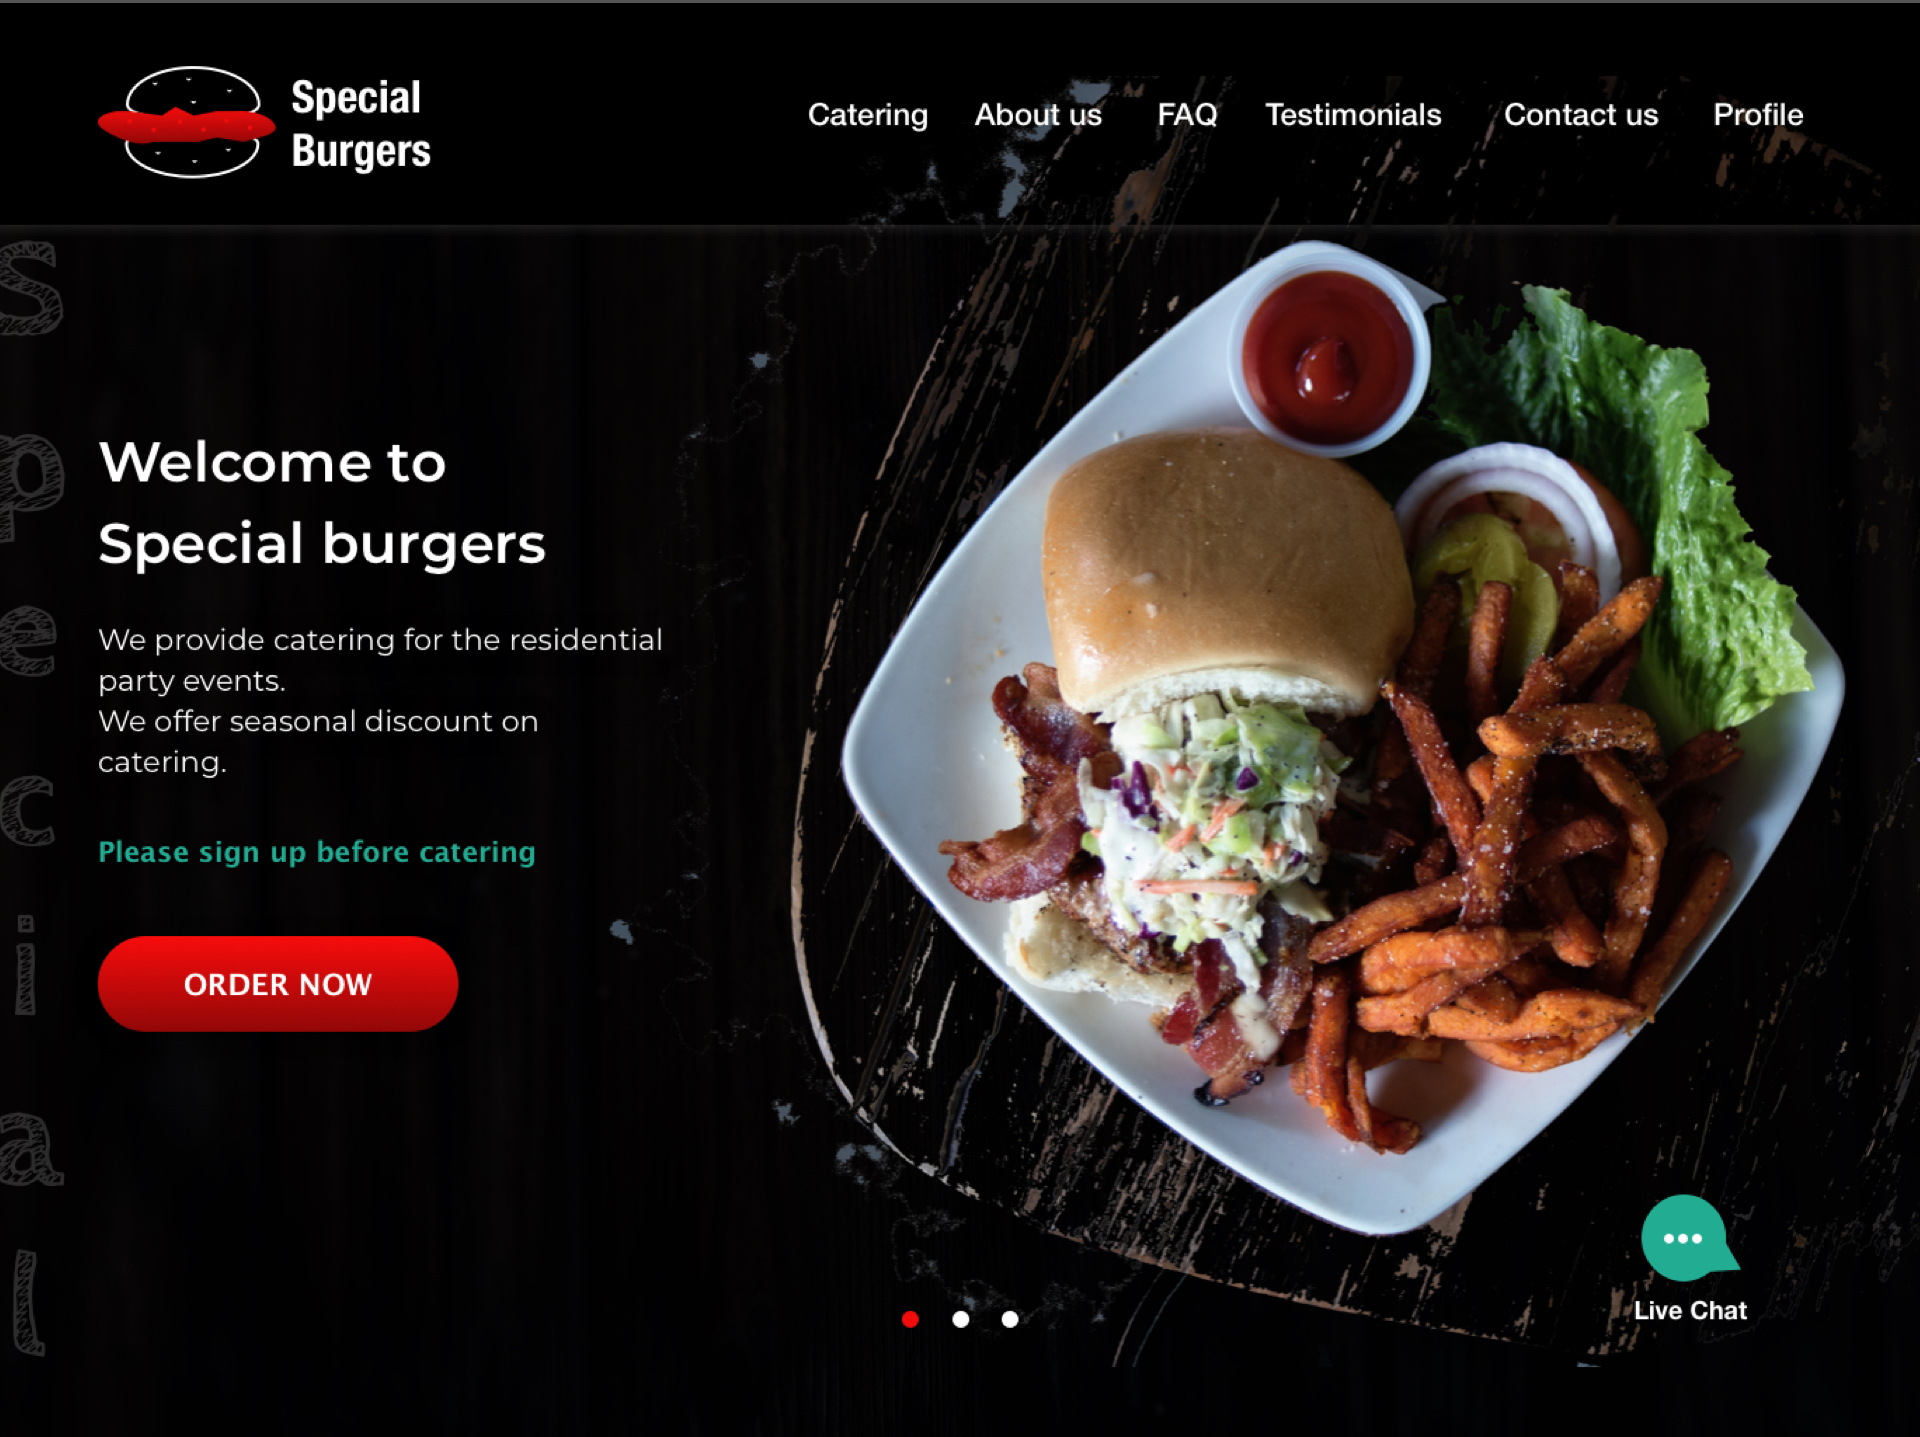 Special
Burgers
Catering About us FAQ Testimonials Contact us Profile
Special
Welcome to
Special burgers
We provide catering for the residential
party events.
We offer seasonal discount on
catering.
Please sign up before catering
ORDER NOW
Live Chat